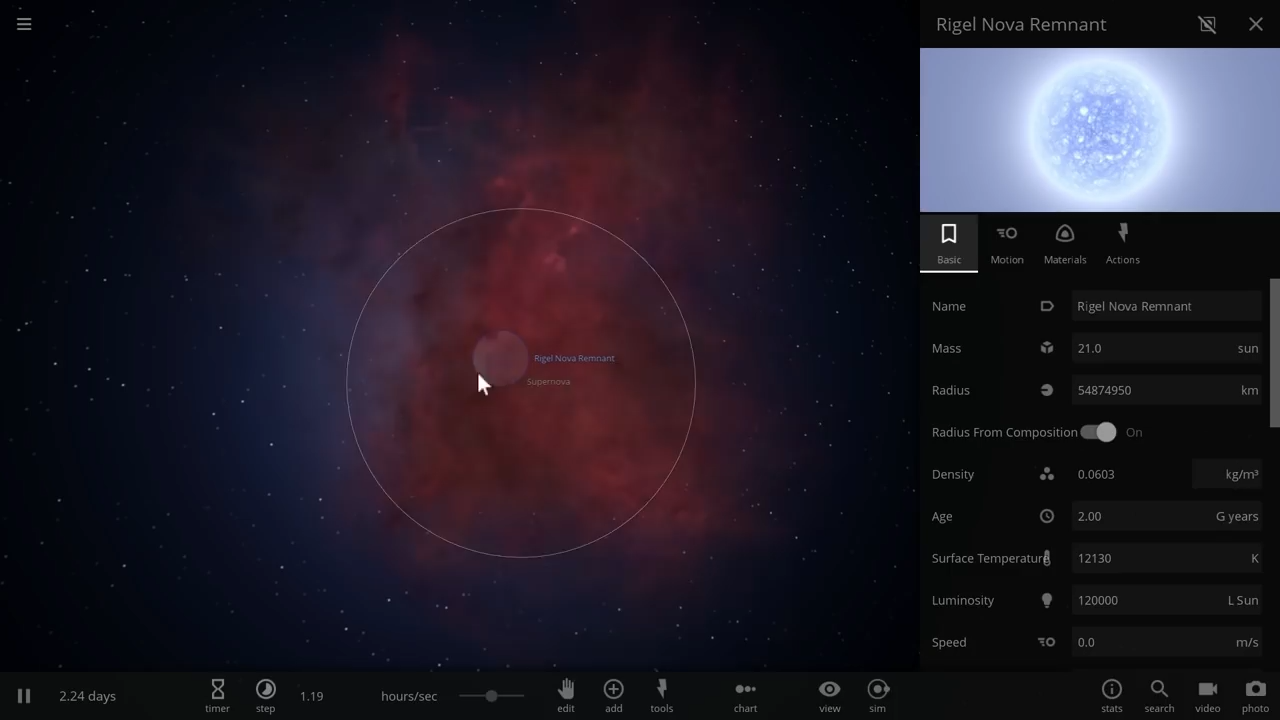 Rigel Nova Remnant
Basic Motion Materials Actions
Name Rigel Nova Remnant
Mass 21.0 sun
Radius 54874950 km
Radius From Composition On
Density 0.0603 kg/m³
Age 2.00 G years
Surface Temperature 12130 K
Luminosity 120000 L Sun
Speed 0.0 m/s
Rigel Nova Remnant
Supernova
2.24 days timer step 1.19 hours/sec edit add tools chart view sim stats search video photo